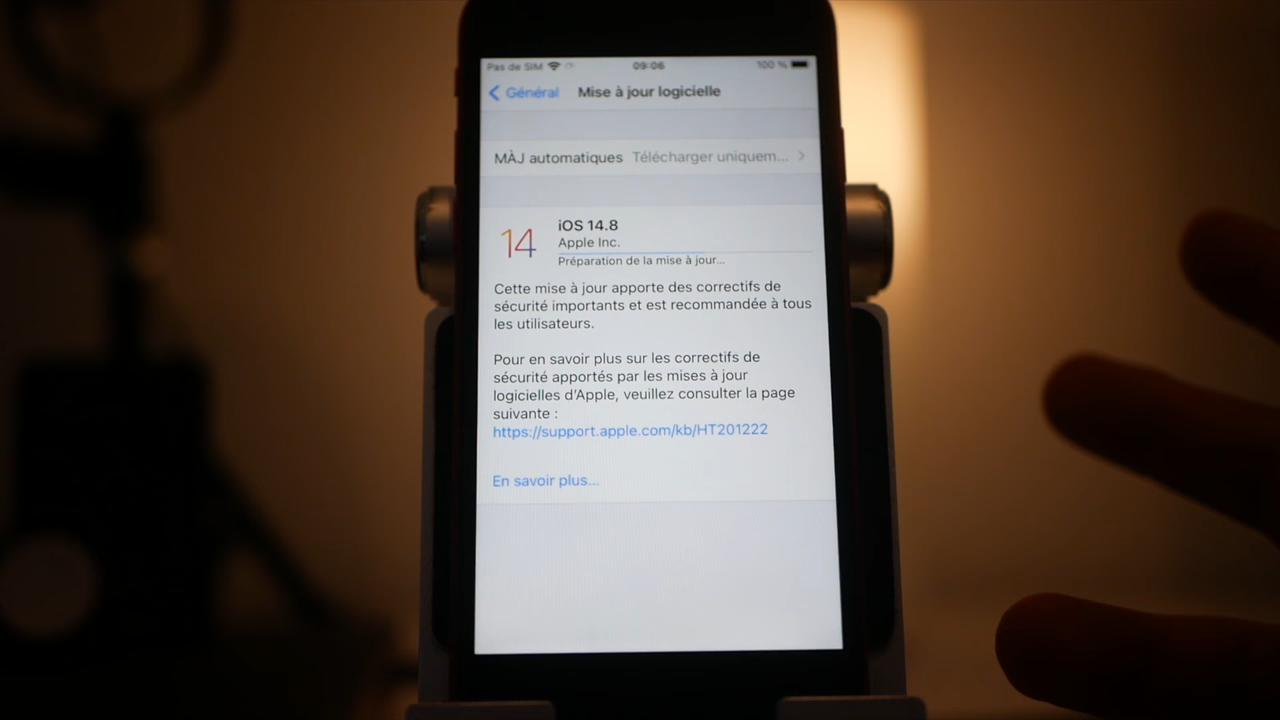 Pas de SIM 09:06 100 %
Général Mise à jour logicielle
MÀJ automatiques Télécharger uniquem...
14
iOS 14.8
Apple Inc.
Préparation de la mise à jour...
Cette mise à jour apporte des correctifs de
sécurité importants et est recommandée à tous
les utilisateurs.
Pour en savoir plus sur les correctifs de
sécurité apportés par les mises à jour
logicielles d'Apple, veuillez consulter la page
suivante :
https://support.apple.com/kb/HT201222
En savoir plus...